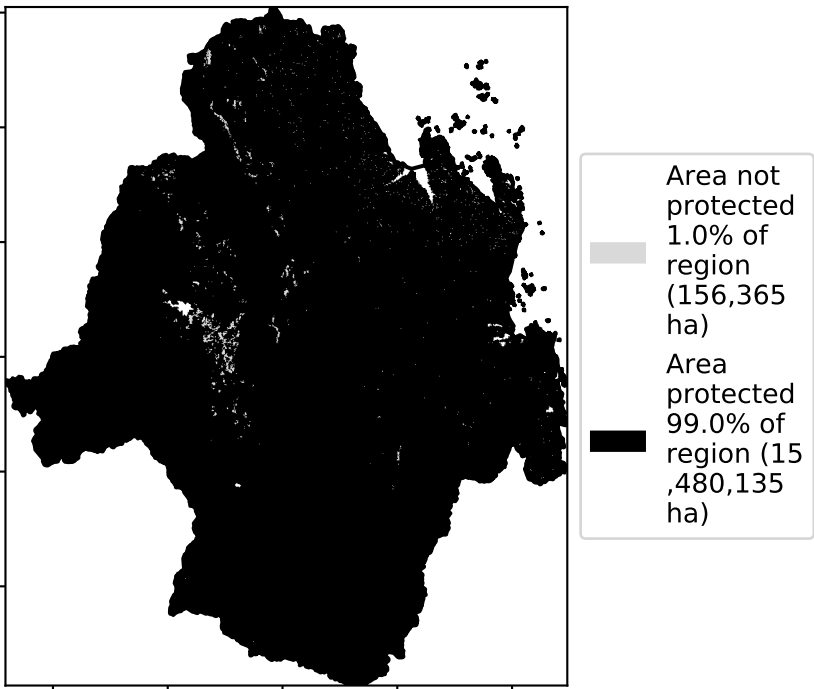 Area not
protected
1.0% of
region
(156,365
ha)
Area
protected
99.0% of
region (15
,480,135
ha)